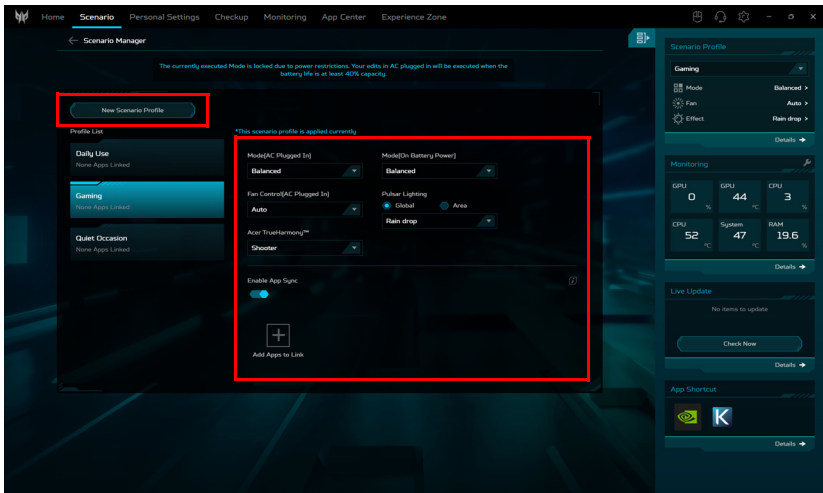 Home Scenario Personal Settings Checkup Monitoring App Center Experience Zone
Scenario Manager
The currently executed Mode is locked due to power restrictions. Your edits in AC plugged in will be executed when the
battery life is at least 40% capacity.
New Scenario Profile
Profile List
Daily Use
None Apps Linked
Gaming
None Apps Linked
Quiet Occasion
None Apps Linked
*This scenario profile is applied currently
Mode(AC Plugged In)
Balanced
Mode(On Battery Power)
Balanced
Fan Control(AC Plugged In)
Auto
Pulsar Lighting
Global Area
Rain drop
Acer TrueHarmony™
Shooter
Enable App Sync
Add Apps to Link
Scenario Profile
Gaming
Mode Balanced >
Fan Auto >
Effect Rain drop >
Details →
Monitoring
GPU
0 %
GPU
44 °C
CPU
3 %
CPU
52 °C
System
47 °C
RAM
19.6 %
Details →
Live Update
No items to update
Check Now
Details →
App Shortcut
K
Details →